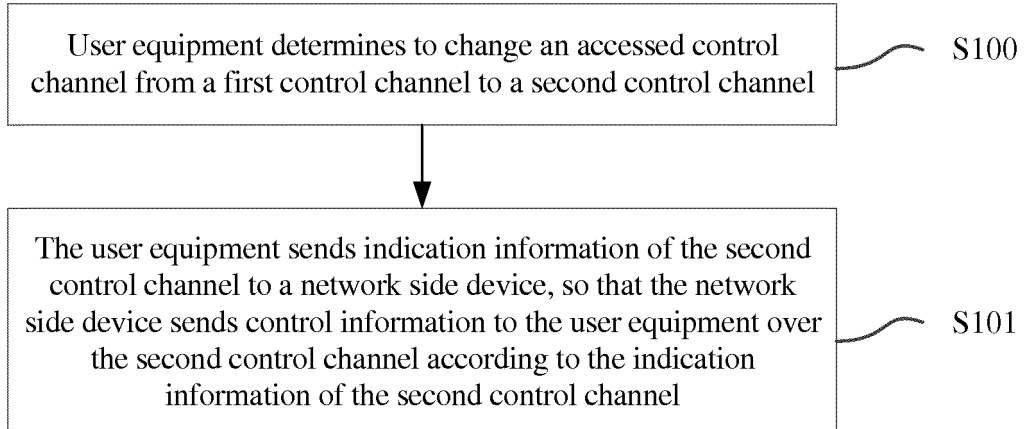 User equipment determines to change an accessed control
channel from a first control channel to a second control channel
S100
The user equipment sends indication information of the second
control channel to a network side device, so that the network
side device sends control information to the user equipment over
the second control channel according to the indication
information of the second control channel
S101